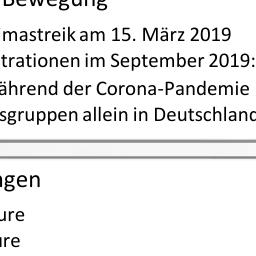 Bewegung
mastreik am 15. März 2019
trationen im September 2019:
ährend der Corona-Pandemie
sgruppen allein in Deutschland
ngen
ure
ure